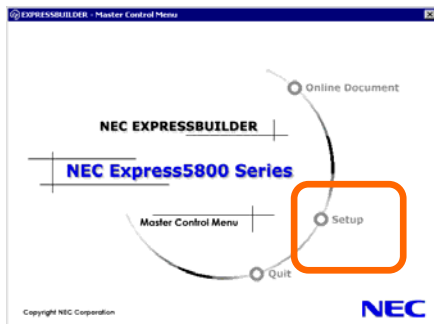 EXPRESSBUILDER - Master Control Menu
Online Document
NEC EXPRESSBUILDER
NEC Express5800 Series
Master Control Menu
Setup
Quit
Copyright NEC Corporation
NEC